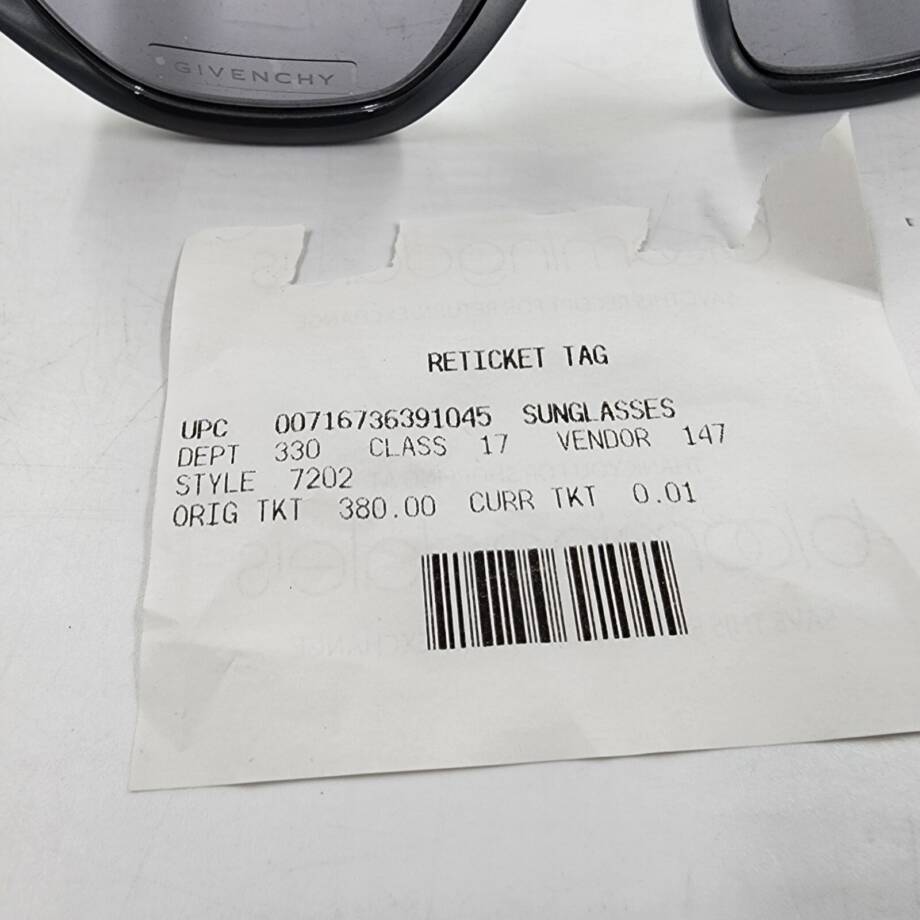 GIVENCHY
RETICKET TAG
UPC 00716736391045 SUNGLASSES
DEPT 330 CLASS 17 VENDOR 147
STYLE 7202
ORIG TKT 380.00 CURR TKT 0.01